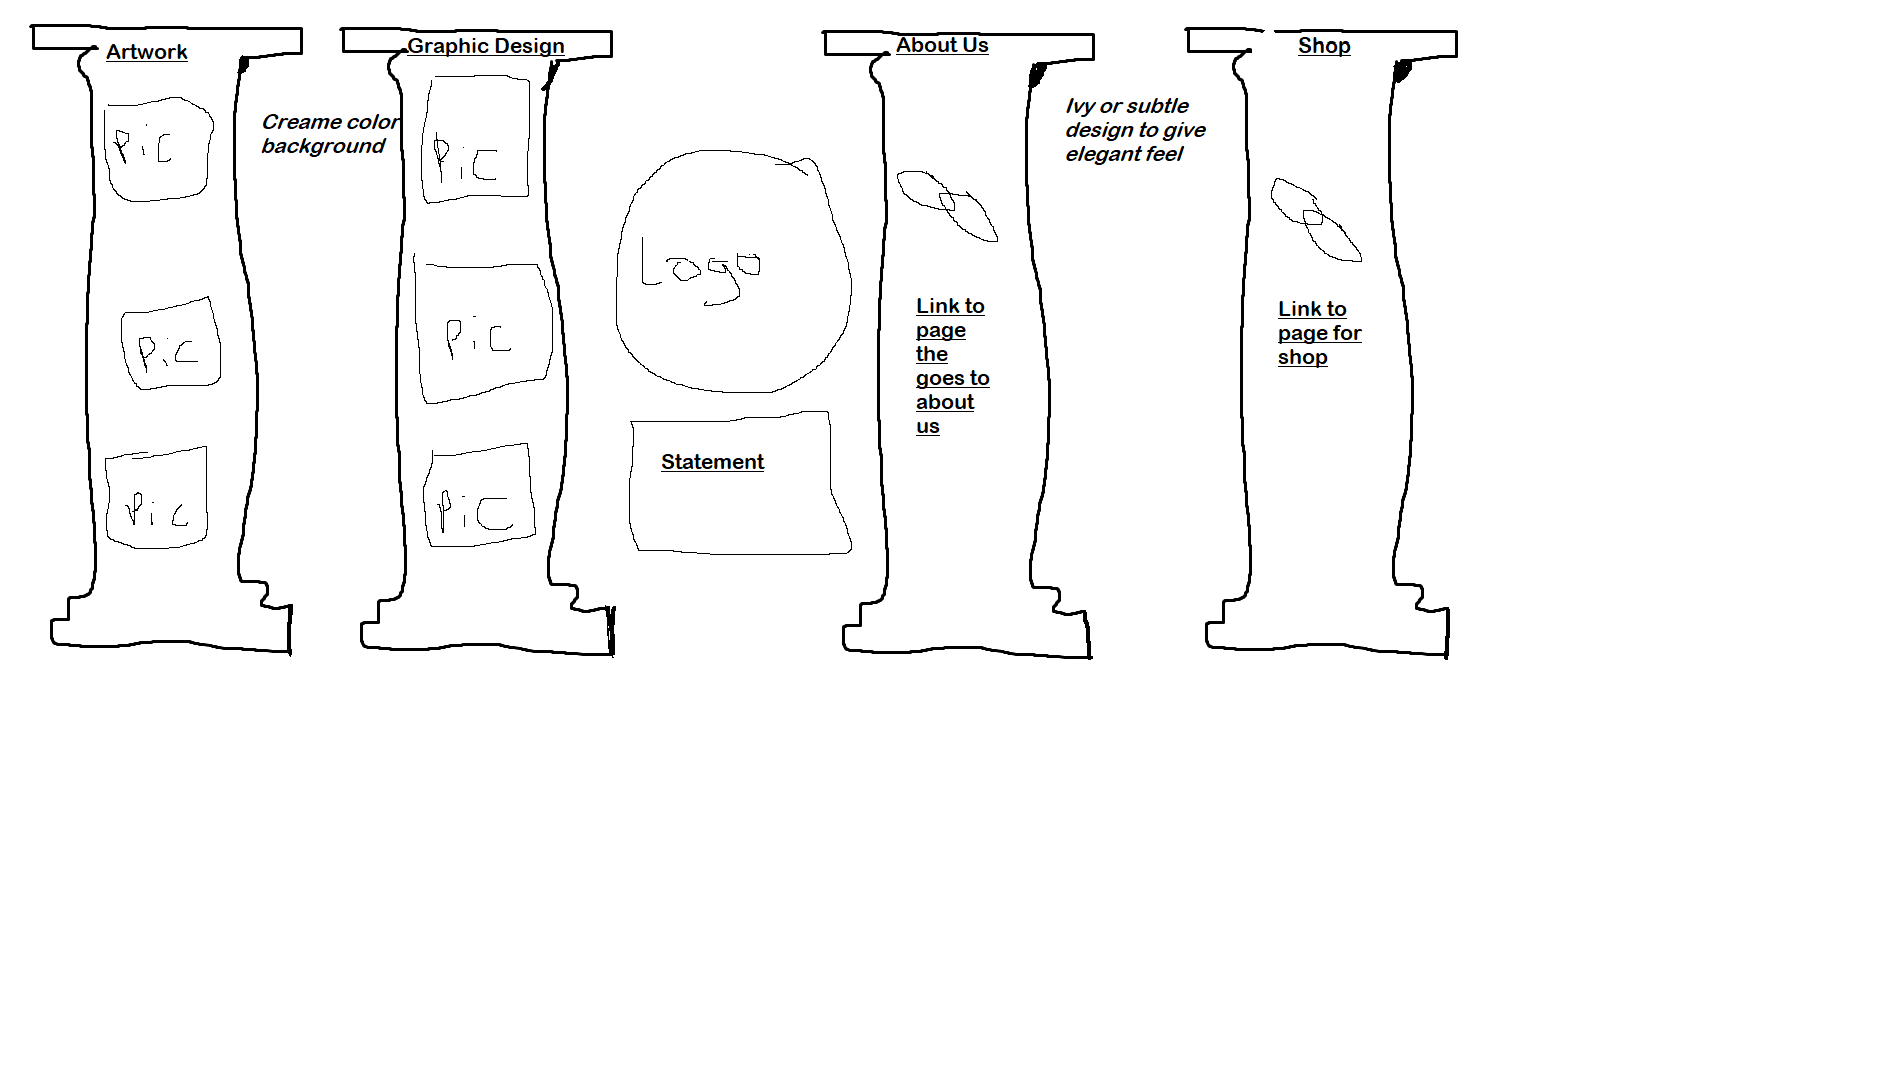 Artwork
Pic
Pic
Pic
Creame color
background
Graphic Design
Pic
Pic
Pic
Logo
Statement
About Us
Link to
page
the
goes to
about
us
Ivy or subtle
design to give
elegant feel
Shop
Link to
page for
shop